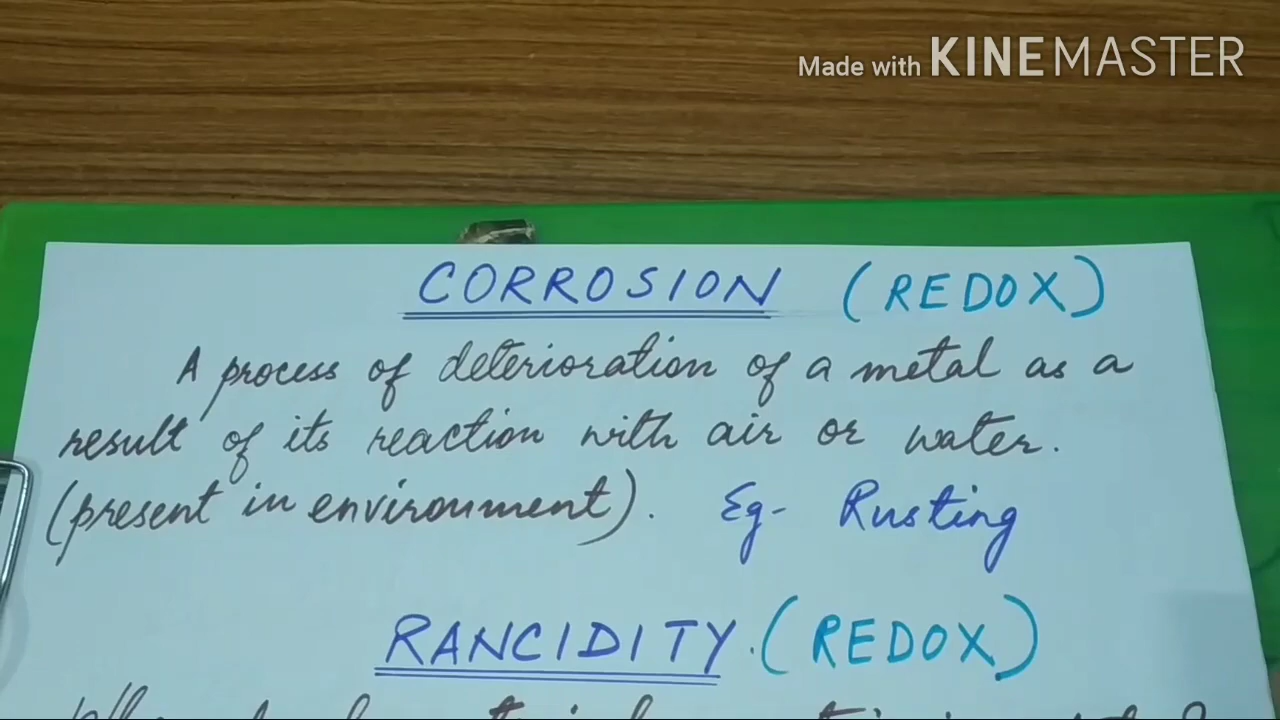 Made with KINEMASTER
CORROSION (REDOX)
A process of deterioration of a metal as a
result of its reaction with air or water.
(present in environment). Eg- Rusting
RANCIDITY. (REDOX)